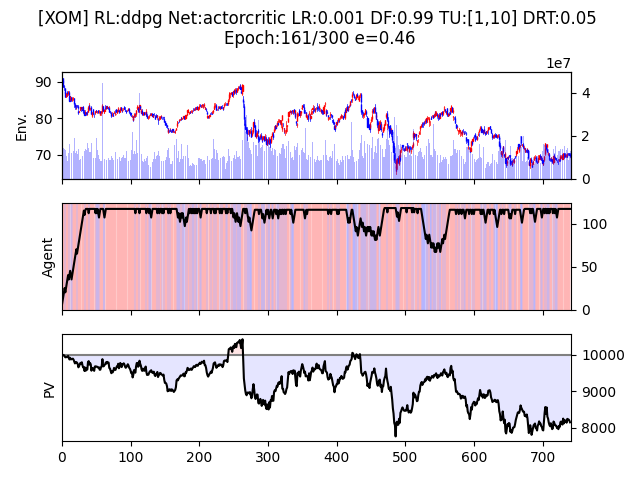 [XOM] RL:ddpg Net:actorcritic LR:0.001 DF:0.99 TU:[1,10] DRT:0.05
Epoch:161/300 e=0.46
1e7
Env.
90
80
70
4
2
0
Agent
100
50
0
PV
10000
9000
8000
0 100 200 300 400 500 600 700